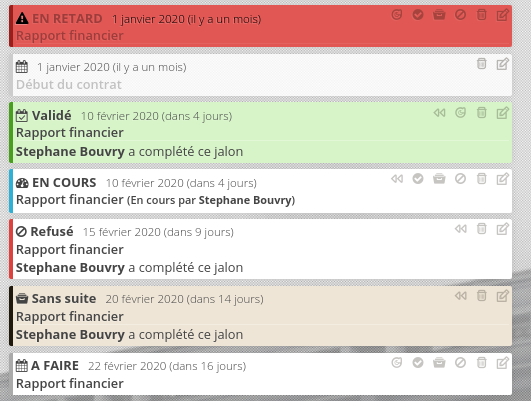 EN RETARD 1 janvier 2020 (il y a un mois)
Rapport financier
1 janvier 2020 (il y a un mois)
Début du contrat
Validé 10 février 2020 (dans 4 jours)
Rapport financier
Stephane Bouvry a complété ce jalon
EN COURS 10 février 2020 (dans 4 jours)
Rapport financier (En cours par Stephane Bouvry)
Refusé 15 février 2020 (dans 9 jours)
Rapport financier
Stephane Bouvry a complété ce jalon
Sans suite 20 février 2020 (dans 14 jours)
Rapport financier
Stephane Bouvry a complété ce jalon
A FAIRE 22 février 2020 (dans 16 jours)
Rapport financier